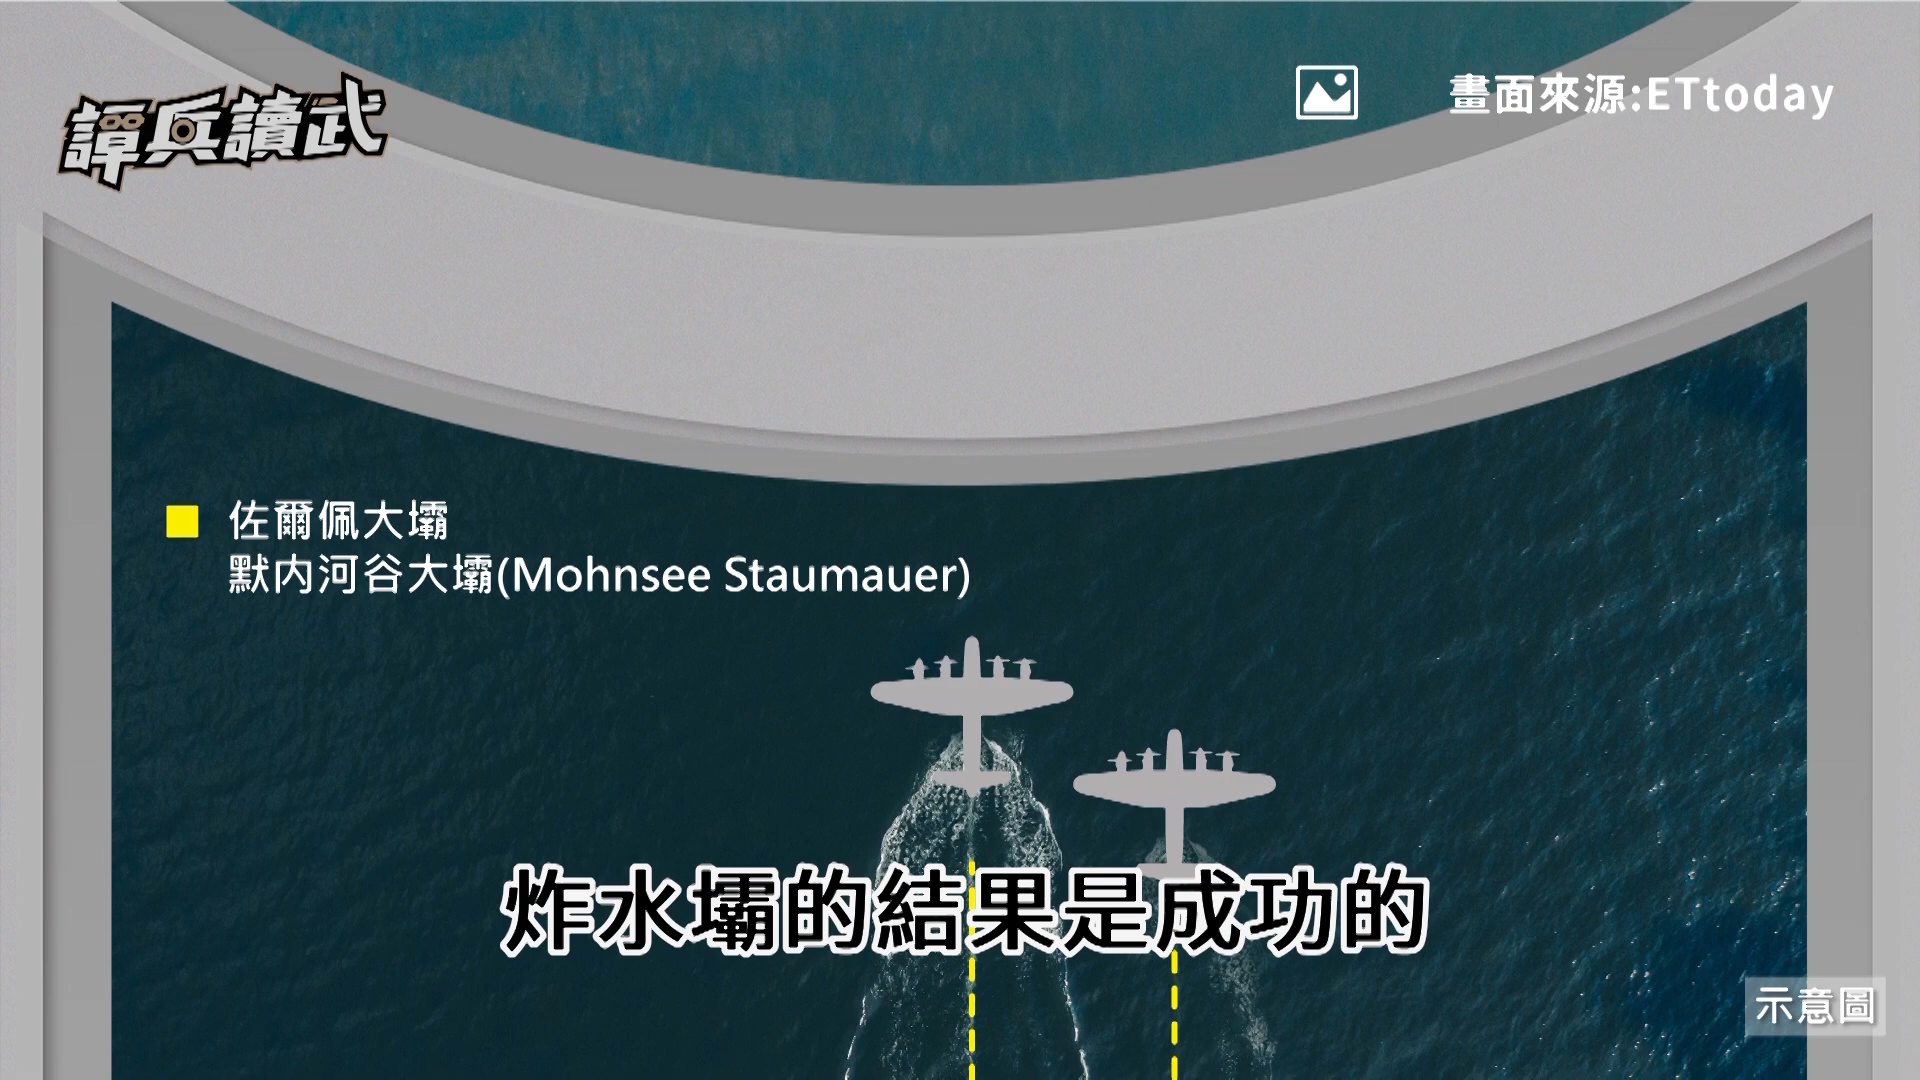 譚兵讀武
畫面來源:ETtoday
佐爾佩大壩
默內河谷大壩(Mohnsee Staumauer)
炸水壩的結果是成功的
示意圖